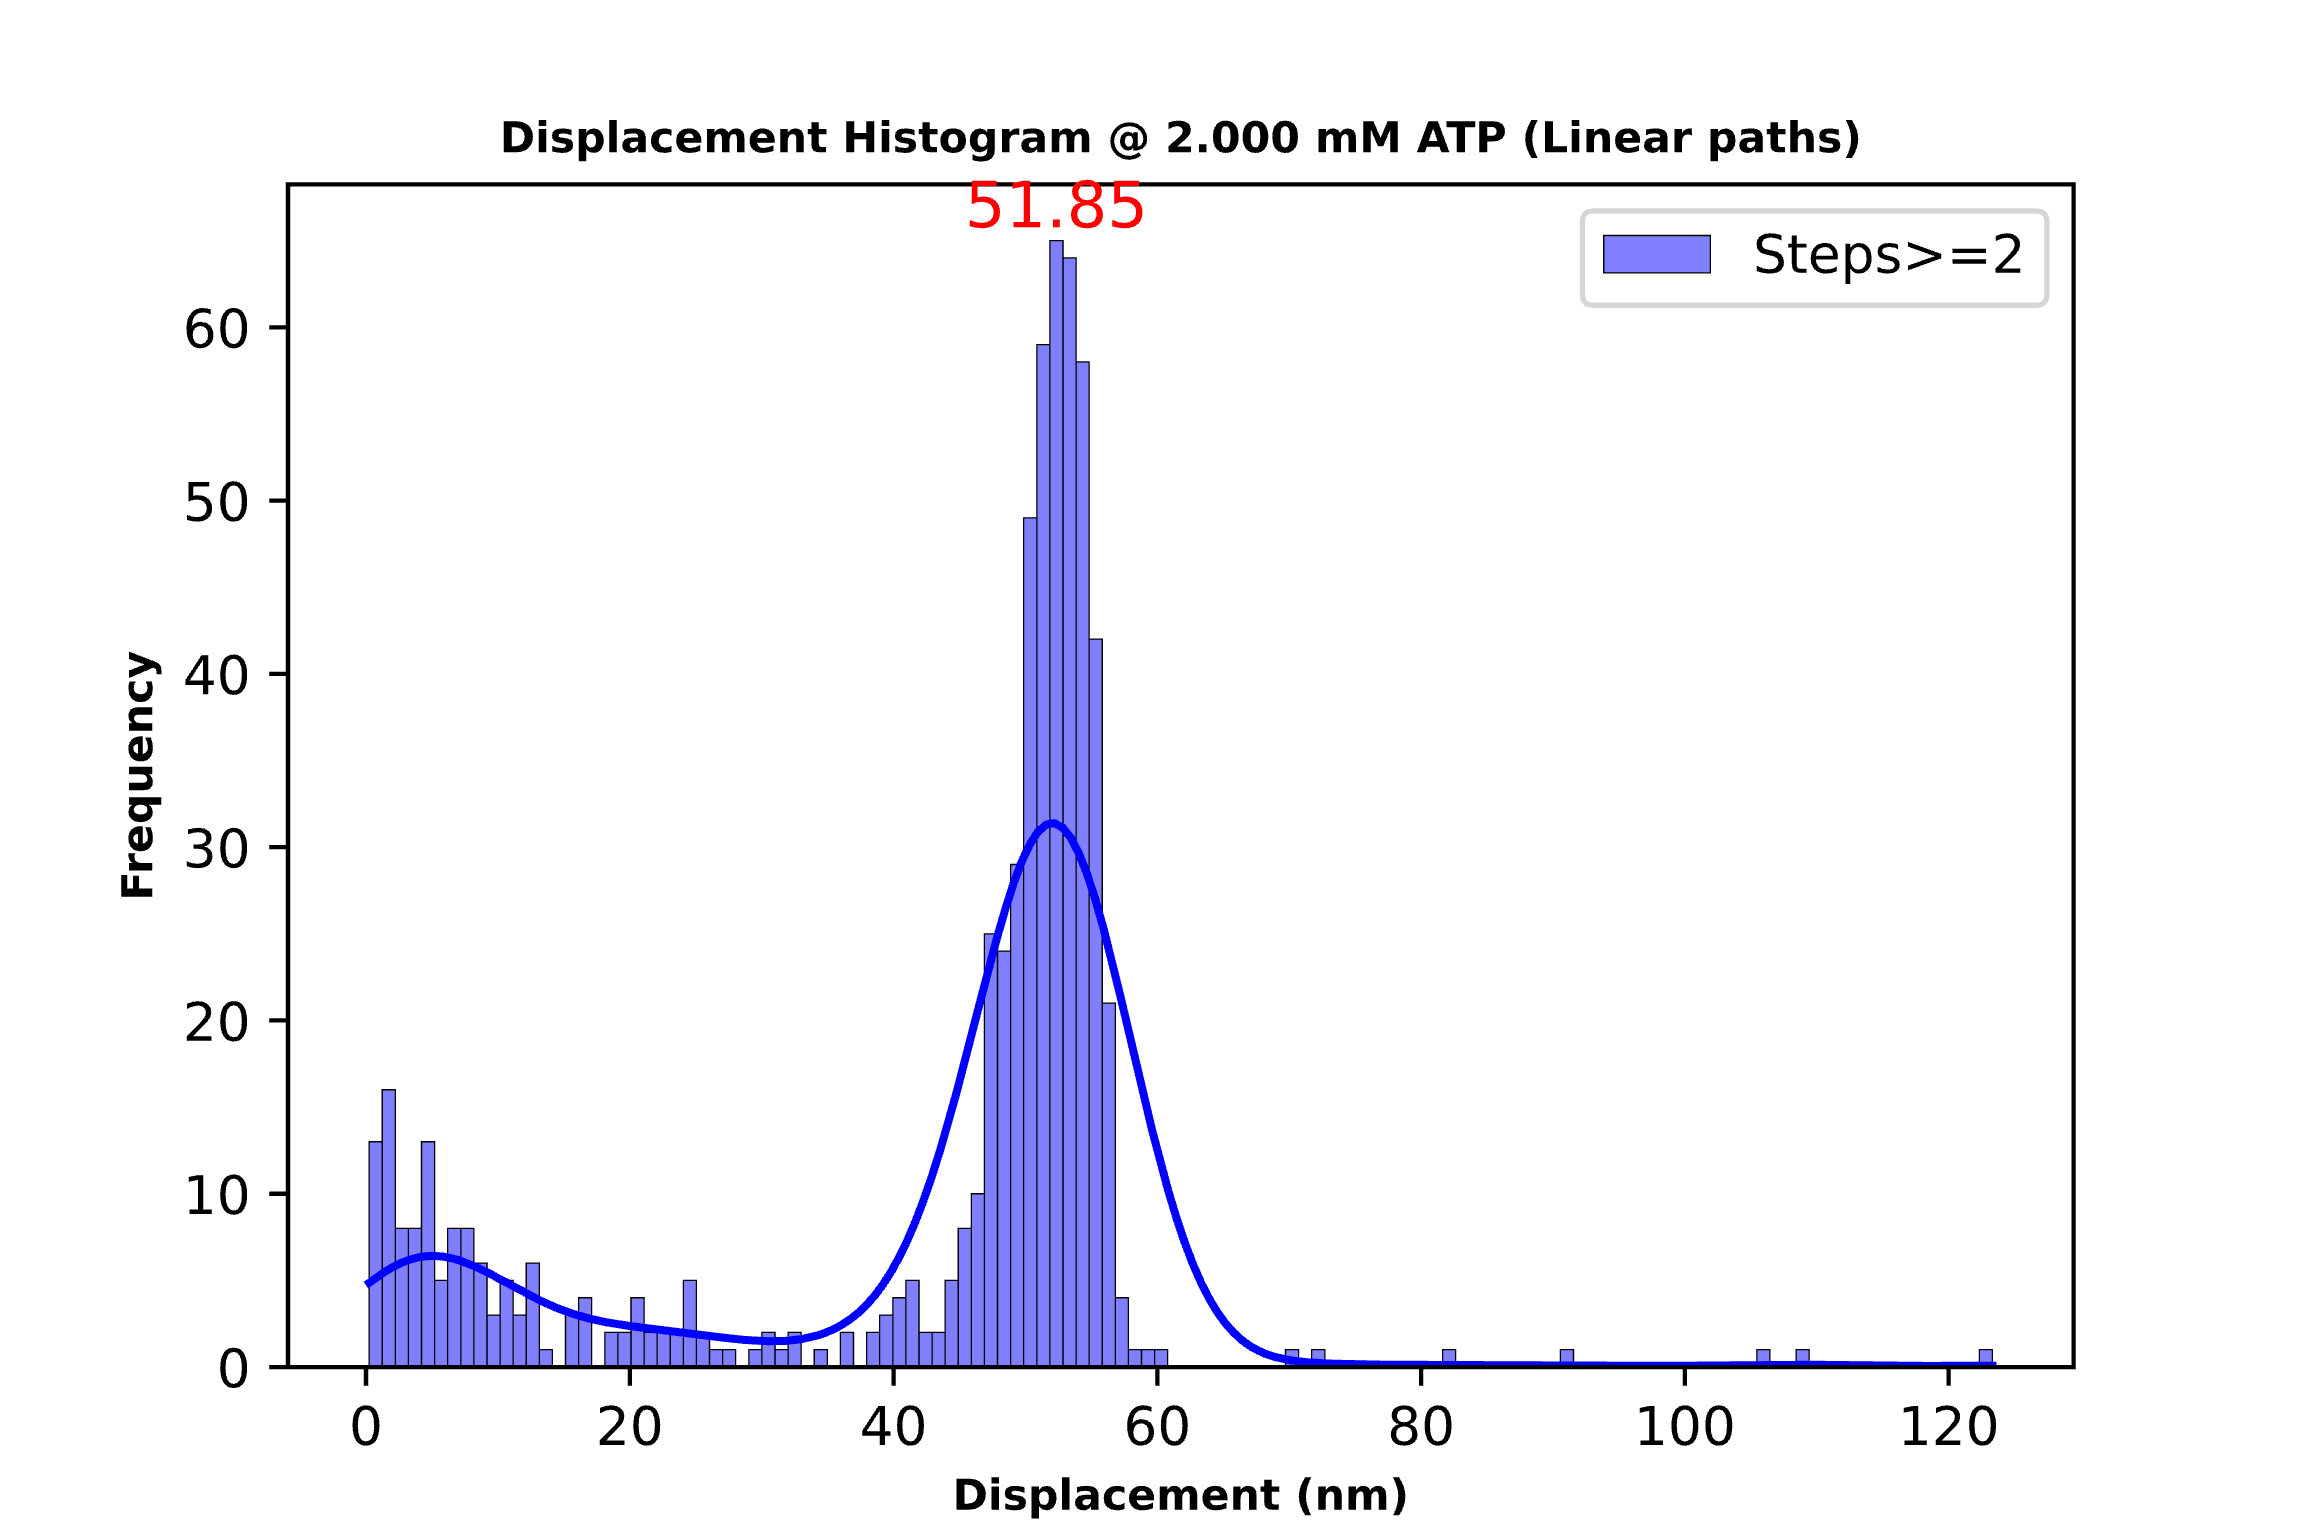 Displacement Histogram @ 2.000 mM ATP (Linear paths)
51.85
Steps>=2
Frequency
60
50
40
30
20
10
0
0 20 40 60 80 100 120
Displacement (nm)